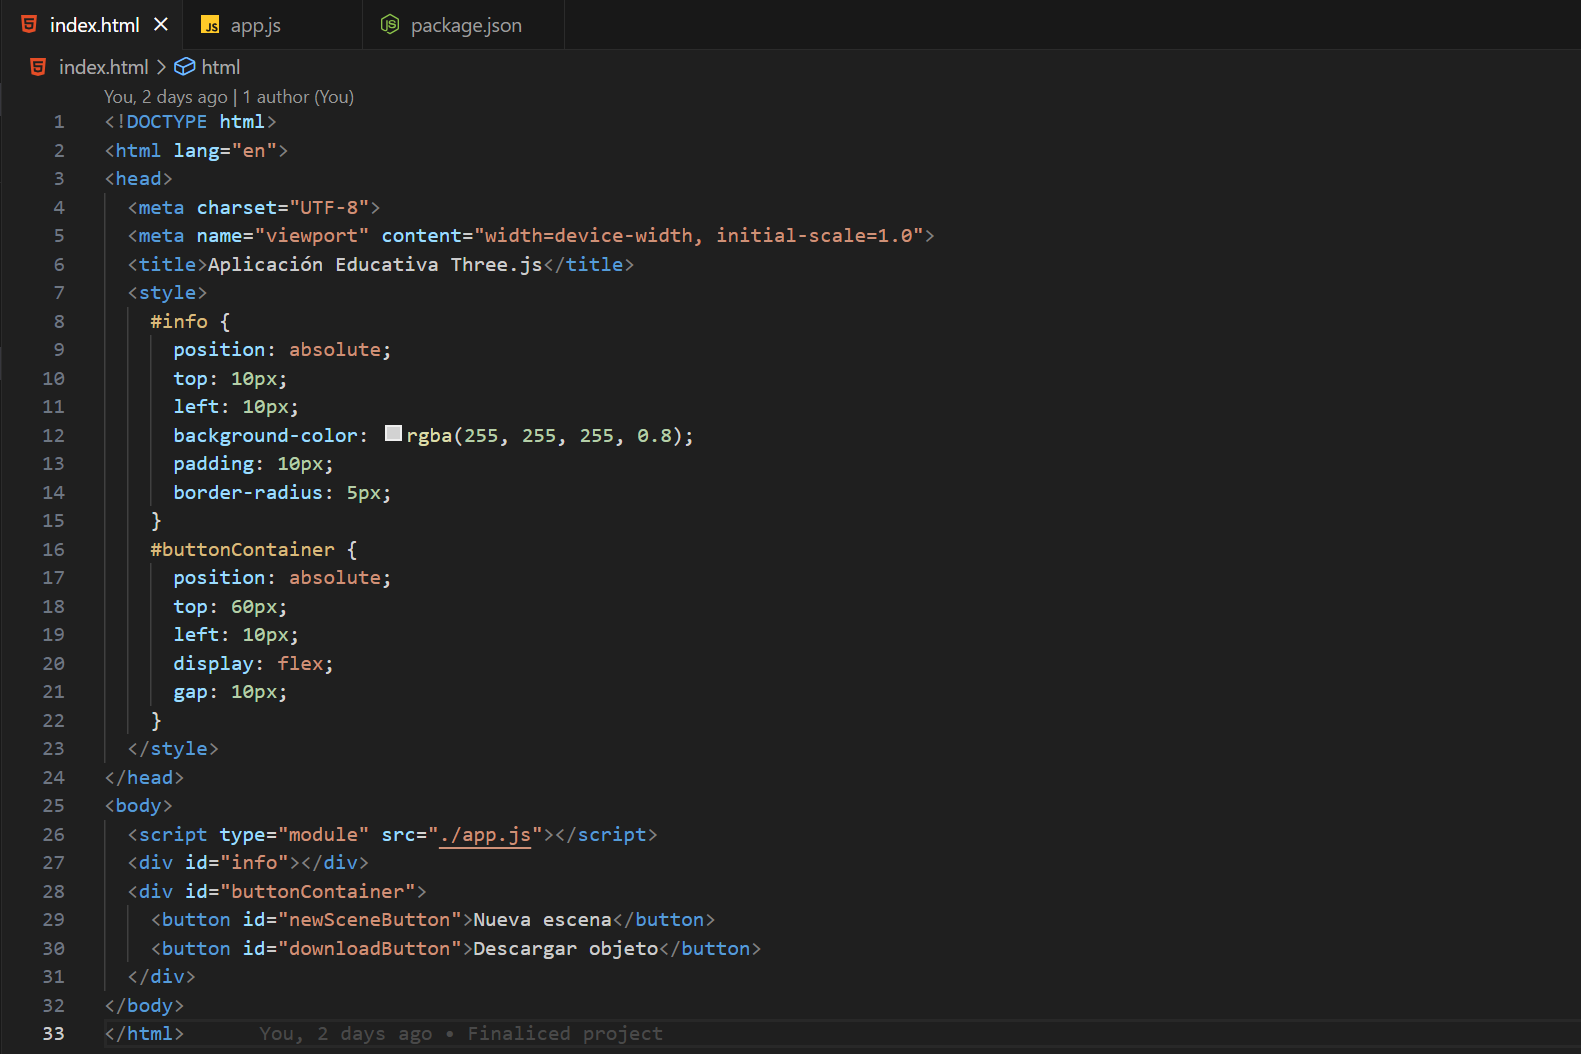 index.html × JS app.js JS package.json
index.html > html
You, 2 days ago | 1 author (You)
1 <!DOCTYPE html>
2 <html lang="en">
3 <head>
4 <meta charset="UTF-8">
5 <meta name="viewport" content="width=device-width, initial-scale=1.0">
6 <title>Aplicación Educativa Three.js</title>
7 <style>
8 #info {
9 position: absolute;
10 top: 10px;
11 left: 10px;
12 background-color: rgba(255, 255, 255, 0.8);
13 padding: 10px;
14 border-radius: 5px;
15 }
16 #buttonContainer {
17 position: absolute;
18 top: 60px;
19 left: 10px;
20 display: flex;
21 gap: 10px;
22 }
23 </style>
24 </head>
25 <body>
26 <script type="module" src="./app.js"></script>
27 <div id="info"></div>
28 <div id="buttonContainer">
29 <button id="newSceneButton">Nueva escena</button>
30 <button id="downloadButton">Descargar objeto</button>
31 </div>
32 </body>
33 </html> You, 2 days ago • Finaliced project